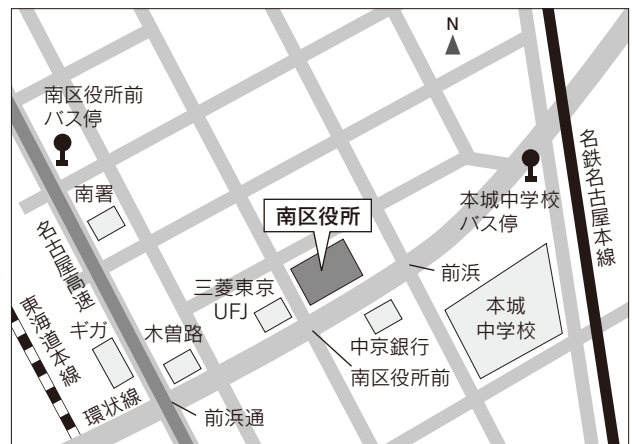 N
南区役所前
バス停
名鉄名古屋本線
南署
本城中学校
バス停
南区役所
名古屋高速
前浜
三菱東京
UFJ
東海道本線
本城
中学校
ギガ
木曽路
中京銀行
南区役所前
環状線
前浜通